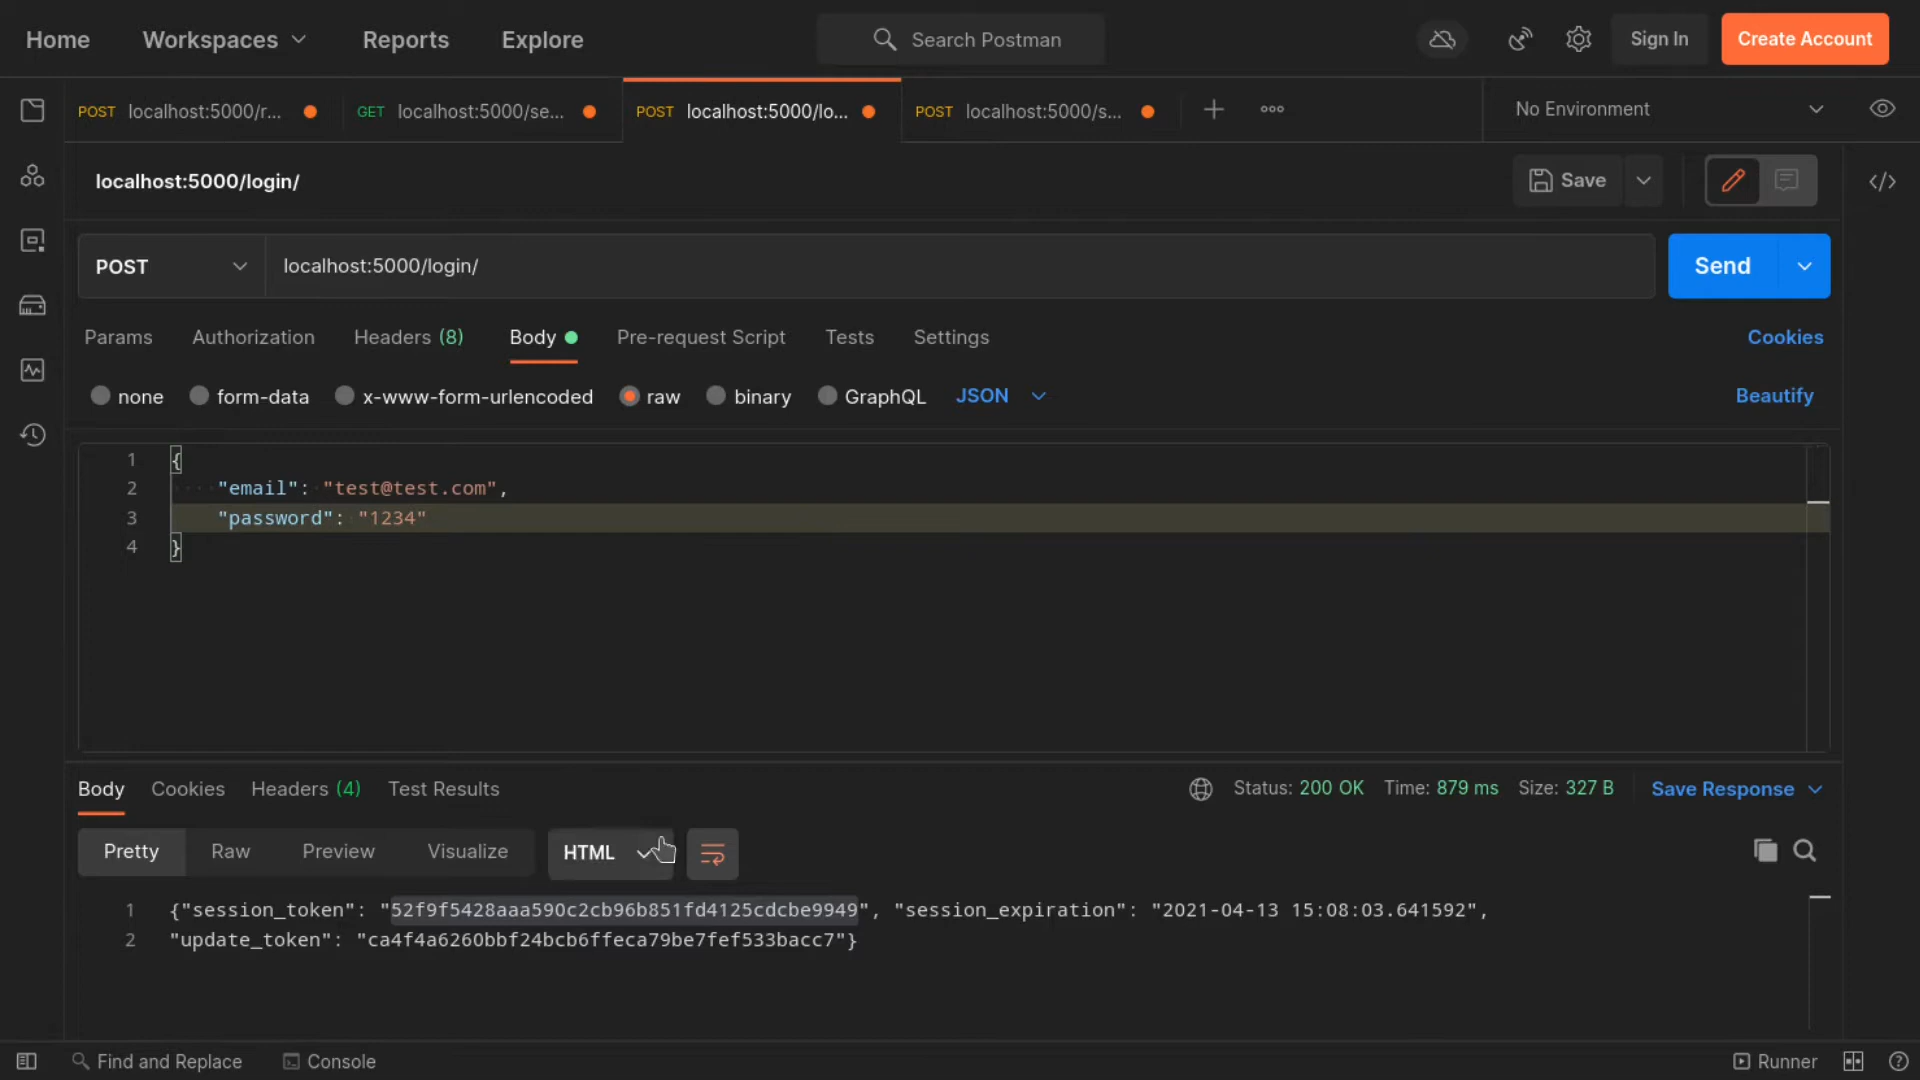 Home Workspaces Reports Explore Search Postman Sign In Create Account
POST localhost:5000/r... GET localhost:5000/se... POST localhost:5000/lo... POST localhost:5000/s... + ooo No Environment
localhost:5000/login/ Save
POST localhost:5000/login/ Send
Params Authorization Headers (8) Body Pre-request Script Tests Settings Cookies
none form-data x-www-form-urlencoded raw binary GraphQL JSON Beautify
1 {
2 "email": "test@test.com",
3 "password": "1234"
4 }
Body Cookies Headers (4) Test Results Status: 200 OK Time: 879 ms Size: 327 B Save Response
Pretty Raw Preview Visualize HTML
1 {"session_token": "52f9f5428aaa590c2cb96b851fd4125cdcbe9949", "session_expiration": "2021-04-13 15:08:03.641592",
2 "update_token": "ca4f4a6260bbf24bcb6ffeca79be7fef533bacc7"}
Find and Replace Console Runner